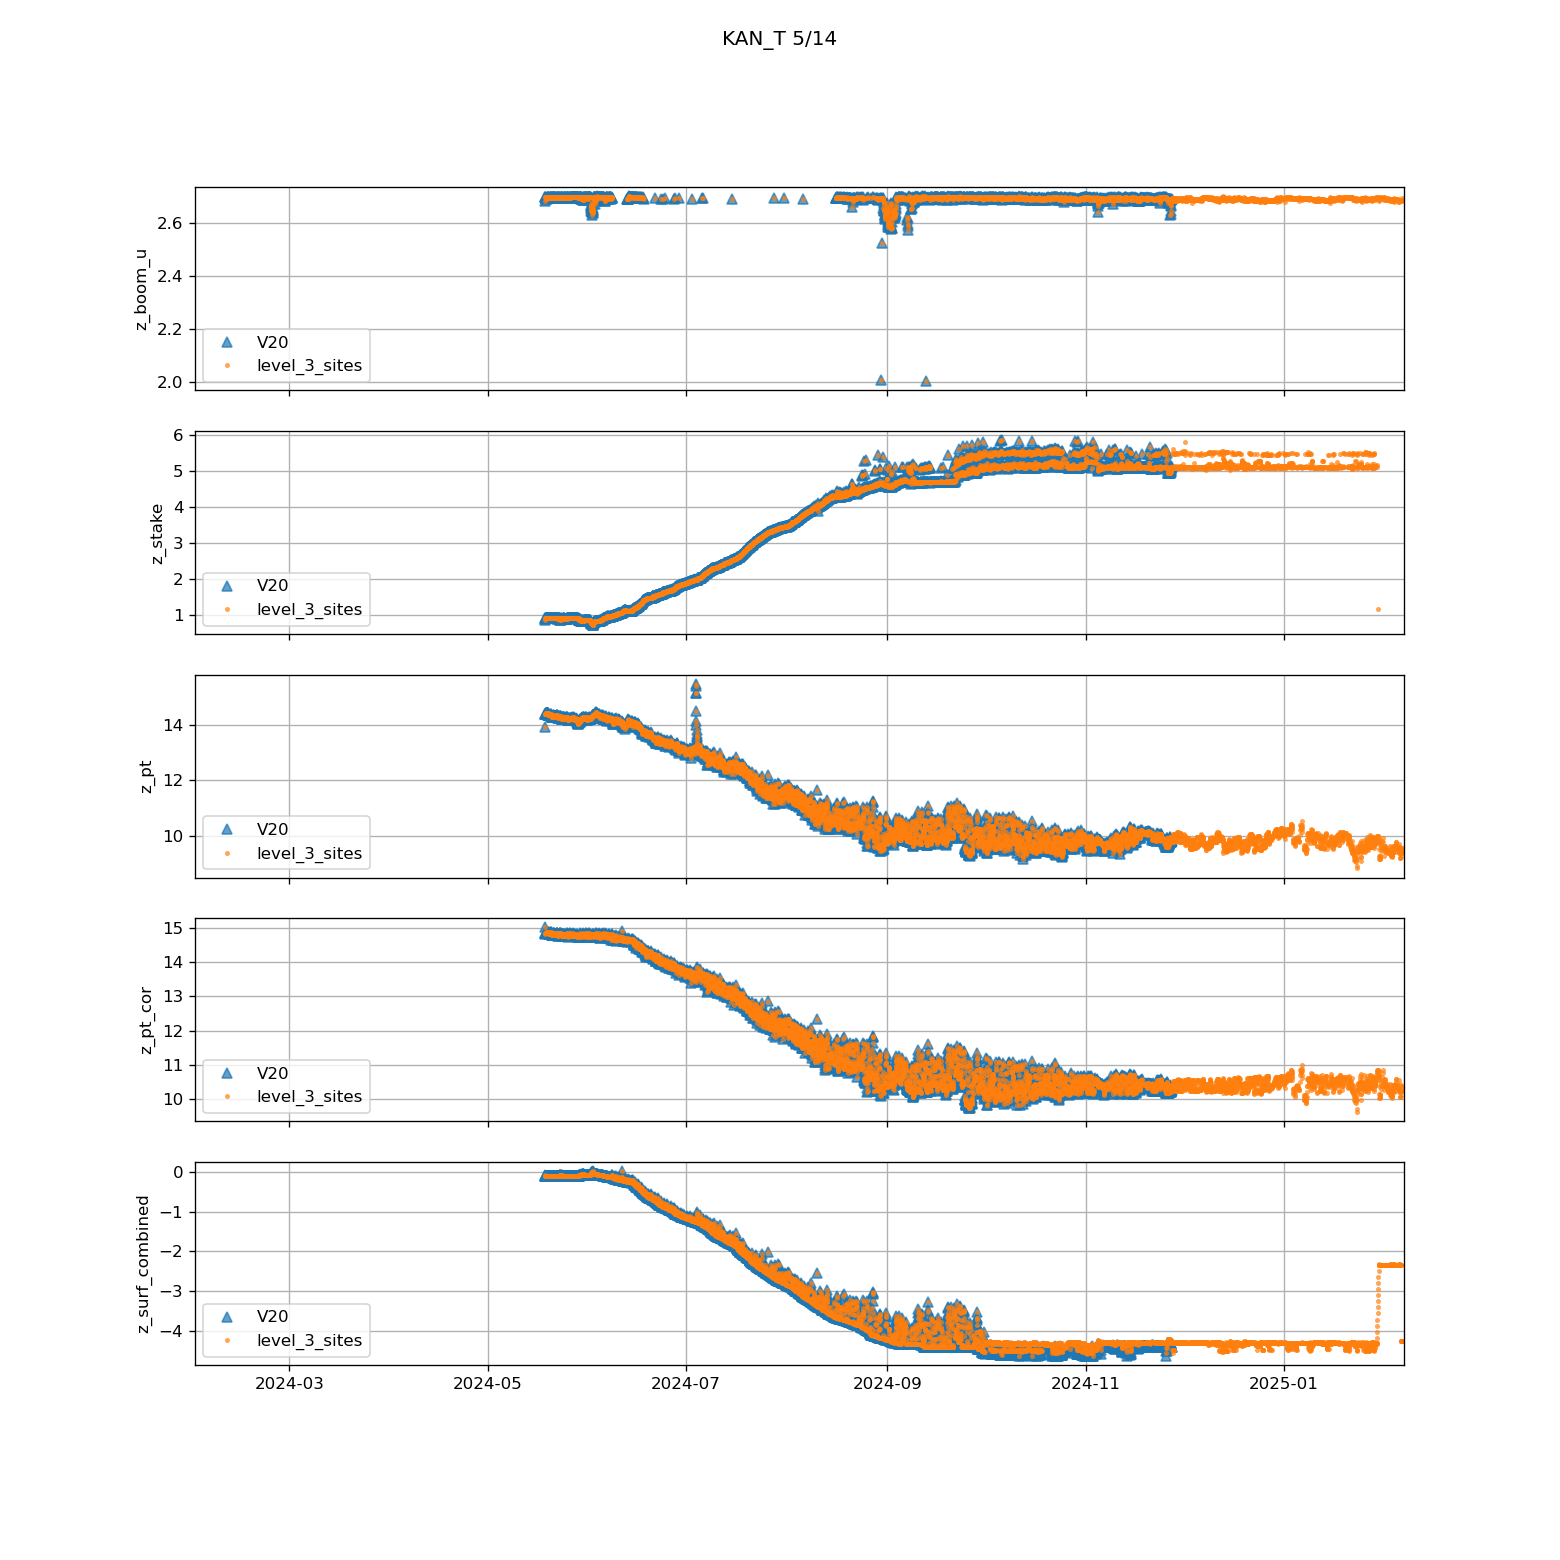 KAN_T 5/14
z_boom_u
2.6
2.4
2.2
2.0
V20
level_3_sites
z_stake
6
5
4
3
2
1
V20
level_3_sites
z_pt
14
12
10
V20
level_3_sites
z_pt_cor
15
14
13
12
11
10
V20
level_3_sites
z_surf_combined
0
−1
−2
−3
−4
V20
level_3_sites
2024-03 2024-05 2024-07 2024-09 2024-11 2025-01